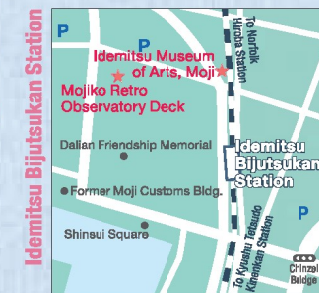 Idemitsu Bijutsukan Station
P
P
Idemitsu Museum
of Arts, Moji
To Norfolk
Hiroba Station
Mojiko Retro
Observatory Deck
Dalian Friendship Memorial
Idemitsu
Bijutsukan
Station
Former Moji Customs Bldg.
P
Shinsui Square
To Kyushu Tetsudo
Kinenkan Station
Bridge